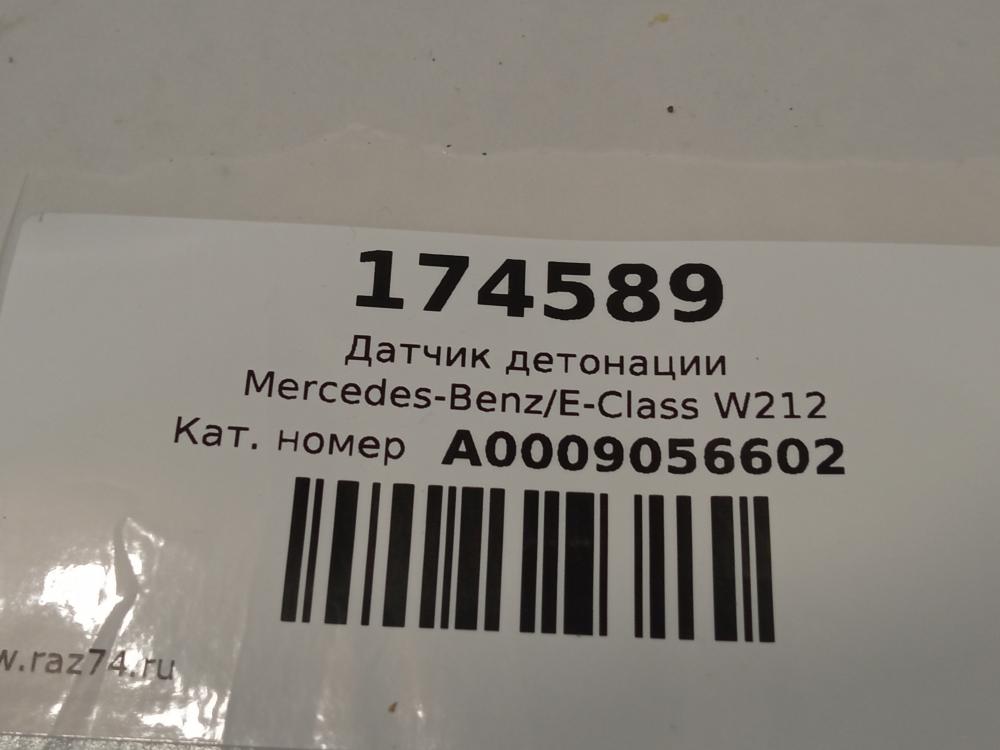 174589
Датчик детонации
Mercedes-Benz/E-Class W212
Кат. номер A0009056602
w.raz74.ru